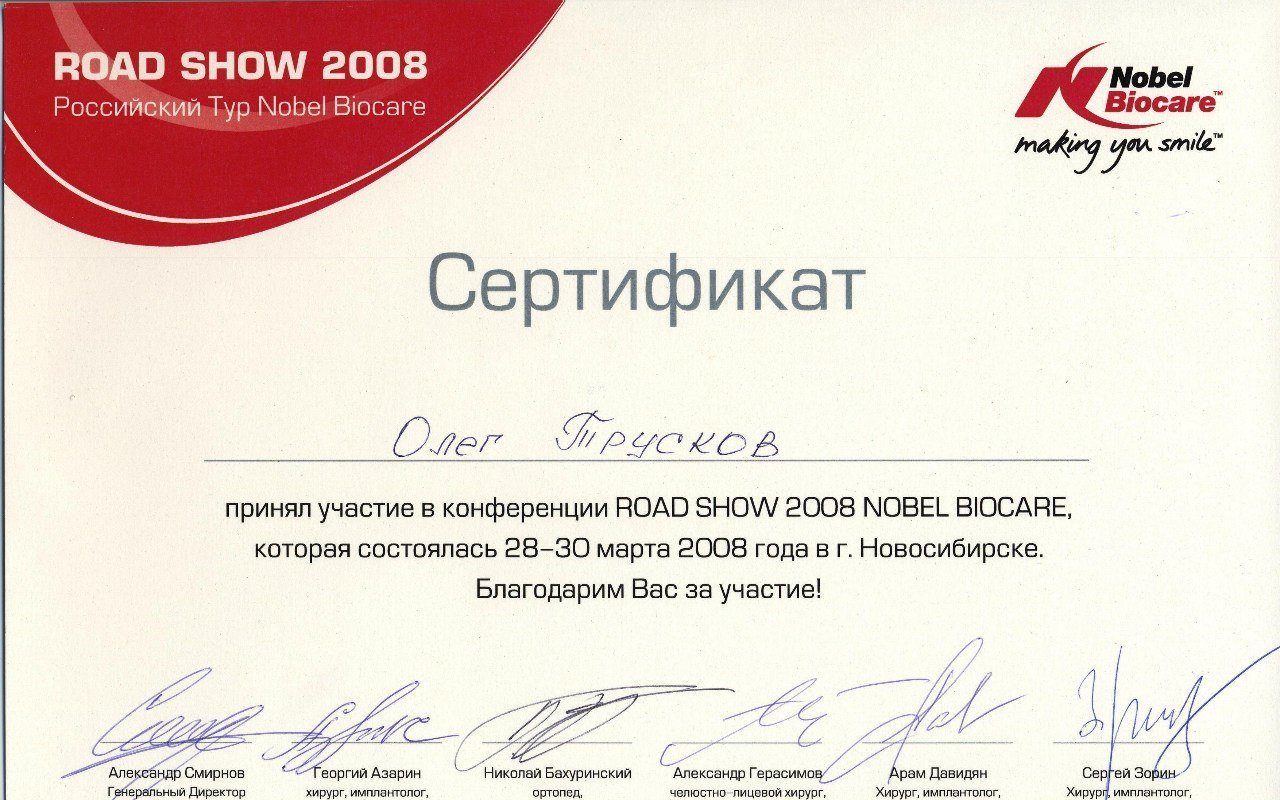 ROAD SHOW 2008
Российский Тур Nobel Biocare
Nobel
Biocare™
making you smile™
Сертификат
Олег Трусков
принял участие в конференции ROAD SHOW 2008 NOBEL BIOCARE,
которая состоялась 28–30 марта 2008 года в г. Новосибирске.
Благодарим Вас за участие!
Александр Смирнов Георгий Азарин Николай Бахуринский Александр Герасимов Арам Давидян Сергей Зорин
Генеральный Директор хирург, имплантолог, ортопед, челюстно-лицевой хирург, Хирург, имплантолог, Хирург, имплантолог,